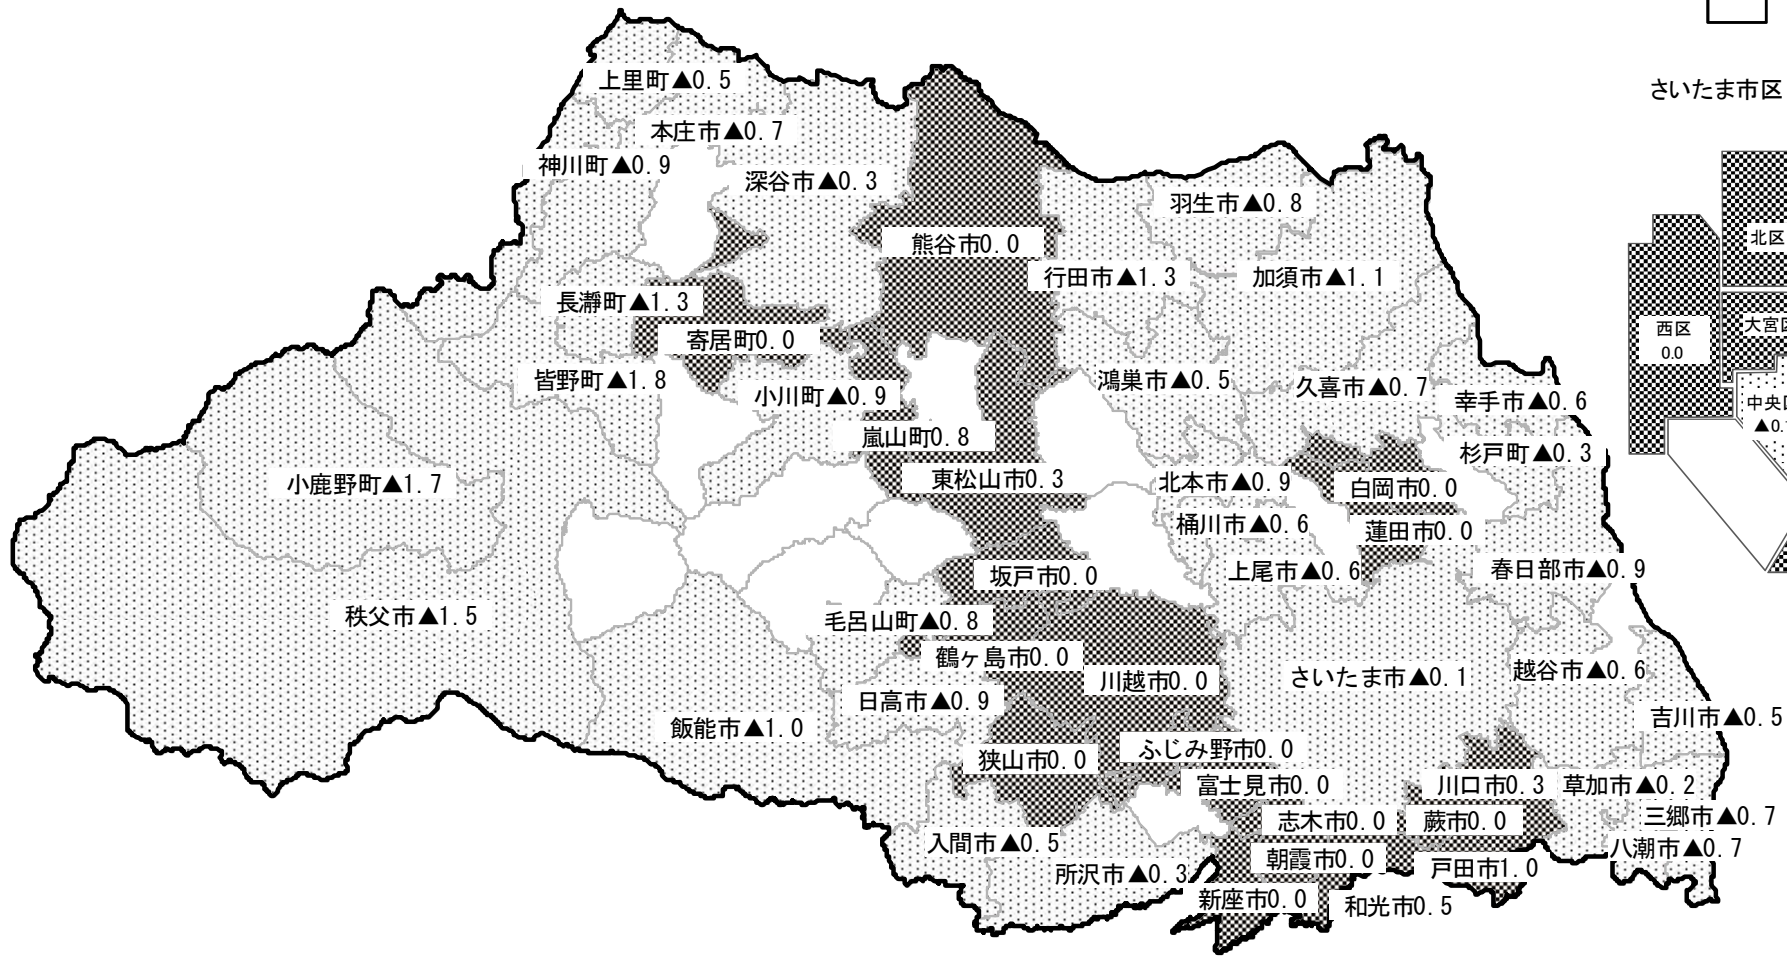 上里町▲0.5
さいたま市区
本庄市▲0.7
神川町▲0.9
深谷市▲0.3
羽生市▲0.8
熊谷市0.0
北区
行田市▲1.3
加須市▲1.1
長瀞町▲1.3
西区
0.0
大宮区
寄居町0.0
皆野町▲1.8
鴻巣市▲0.5
久喜市▲0.7
小川町▲0.9
幸手市▲0.6
中央区
▲0.
嵐山町0.8
杉戸町▲0.3
東松山市0.3
小鹿野町▲1.7
北本市▲0.9
白岡市0.0
桶川市▲0.6
蓮田市0.0
坂戸市0.0
上尾市▲0.6
春日部市▲0.9
秩父市▲1.5
毛呂山町▲0.8
鶴ヶ島市0.0
川越市0.0
さいたま市▲0.1
越谷市▲0.6
日高市▲0.9
飯能市▲1.0
吉川市▲0.5
狭山市0.0
ふじみ野市0.0
富士見市0.0
川口市0.3
草加市▲0.2
志木市0.0
蕨市0.0
三郷市▲0.7
入間市▲0.5
朝霞市0.0
八潮市▲0.7
所沢市▲0.3
戸田市1.0
新座市0.0
和光市0.5